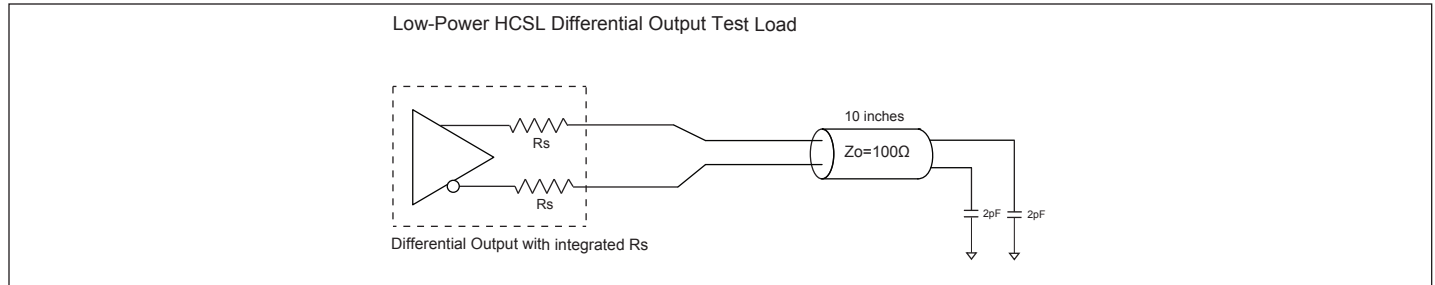 Low-Power HCSL Differential Output Test Load
10 inches
Rs
Zo=100Ω
Rs
2pF
2pF
Differential Output with integrated Rs